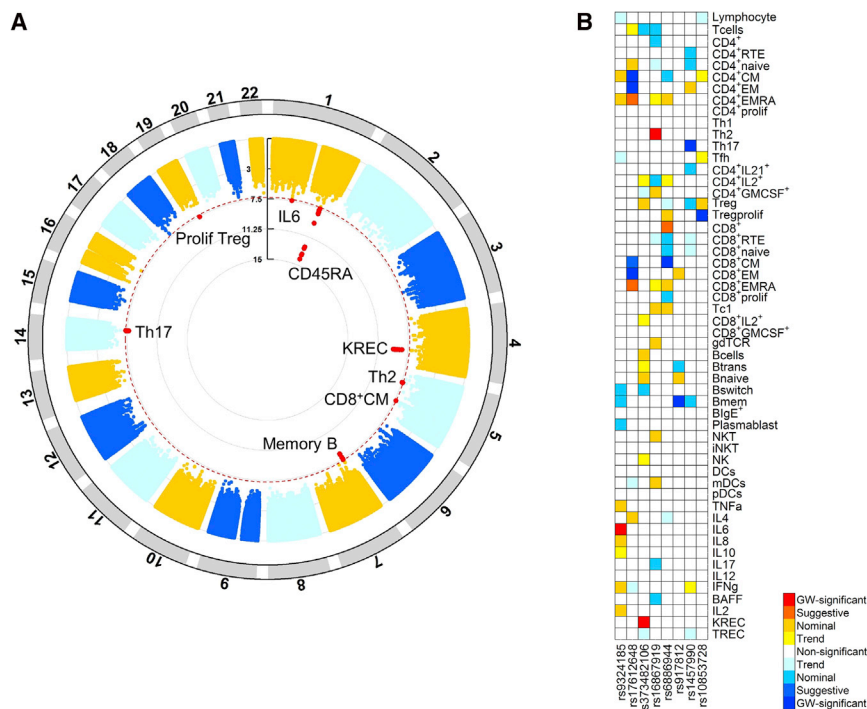 A
1
2
3
4
5
6
7
8
9
10
11
12
13
14
15
16
17
18
19
20
21
22
3
7.5
11.25
15
IL6
Prolif Treg
CD45RA
Th17
KREC
Th2
CD8⁺CM
Memory B
B
Lymphocyte
Tcells
CD4⁺
CD4⁺RTE
CD4⁺naive
CD4⁺CM
CD4⁺EM
CD4⁺EMRA
CD4⁺prolif
Th1
Th2
Th17
Tfh
CD4⁺IL21⁺
CD4⁺IL2⁺
CD4⁺GMCSF⁺
Treg
Tregprolif
CD8⁺
CD8⁺RTE
CD8⁺naive
CD8⁺CM
CD8⁺EM
CD8⁺EMRA
CD8⁺prolif
Tc1
CD8⁺IL2⁺
CD8⁺GMCSF⁺
gdTCR
Bcells
Btrans
Bnaive
Bswitch
Bmem
BIgE⁺
Plasmablast
NKT
iNKT
NK
DCs
mDCs
pDCs
TNFa
IL4
IL6
IL8
IL10
IL17
IL12
IFNg
BAFF
IL2
KREC
TREC
rs9324185
rs17612648
rs373482106
rs16867919
rs6886944
rs917812
rs1457990
rs10853728
GW-significant
Suggestive
Nominal
Trend
Non-significant
Trend
Nominal
Suggestive
GW-significant